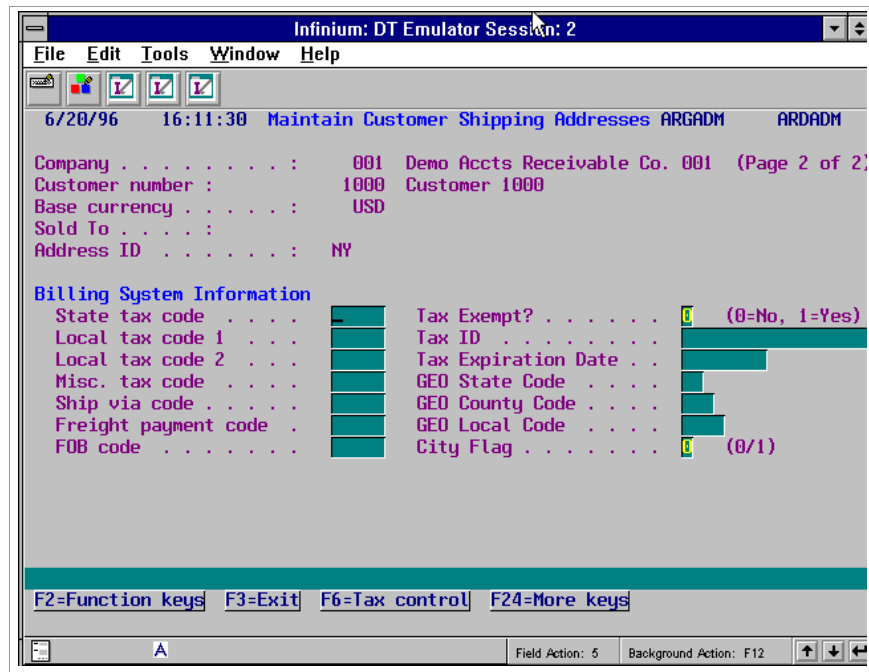 Infinium: DT Emulator Session: 2
File Edit Tools Window Help
6/20/96 16:11:30 Maintain Customer Shipping Addresses ARGADM ARDADM
Company . . . . . . . . : 001 Demo Accts Receivable Co. 001 (Page 2 of 2)
Customer number : 1000 Customer 1000
Base currency . . . . . : USD
Sold To . . . . :
Address ID . . . . . . : NY
Billing System Information
State tax code . . . . Tax Exempt? . . . . . . 0 (0=No, 1=Yes)
Local tax code 1 . . . Tax ID . . . . . . . .
Local tax code 2 . . . Tax Expiration Date . .
Misc. tax code . . . . GEO State Code . . . .
Ship via code . . . . . GEO County Code . . . .
Freight payment code . GEO Local Code . . . .
FOB code . . . . . . . City Flag . . . . . . . 0 (0/1)
F2=Function keys F3=Exit F6=Tax control F24=More keys
A Field Action: 5 Background Action: F12